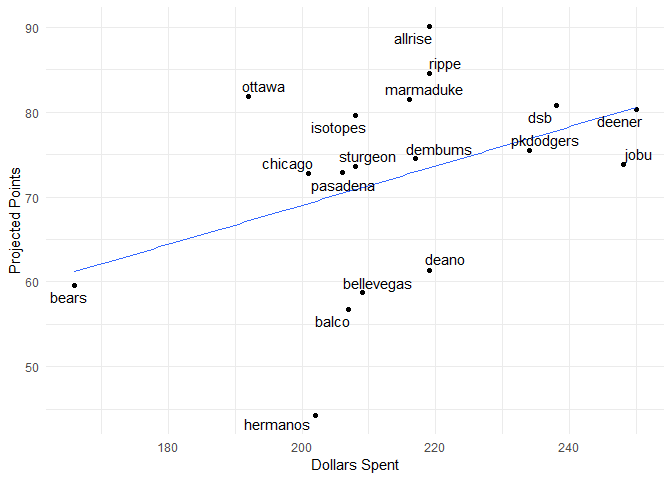 90
allrise
rippe
ottawa
marmaduke
80
isotopes
dsb
deener
pkdodgers
dembums
sturgeon
chicago
jobu
pasadena
70
Projected Points
deano
60
bears
bellevegas
balco
50
hermanos
180
200
220
240
Dollars Spent